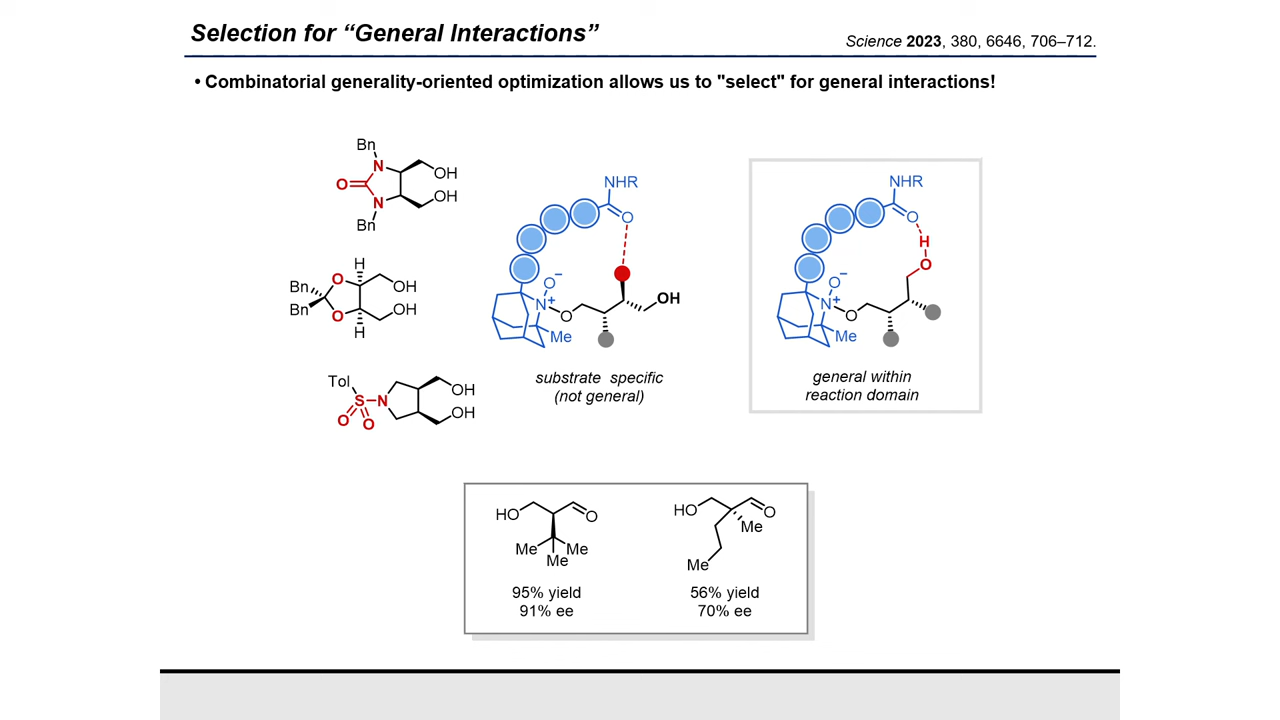 Selection for “General Interactions”
Science 2023, 380, 6646, 706–712.
• Combinatorial generality-oriented optimization allows us to "select" for general interactions!
Bn
N
OH
O
N
OH
Bn
H
Bn
O
OH
Bn
O
OH
H
Tol
OH
S
N
O
O
OH
NHR
O
O
−
N
+
O
OH
Me
substrate specific
(not general)
NHR
O
H
O
O
−
N
+
O
Me
general within
reaction domain
HO
O
Me
Me
Me
95% yield
91% ee
HO
O
Me
Me
56% yield
70% ee